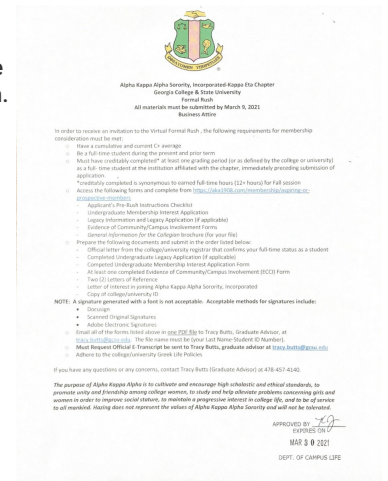 e
n.
Alpha Kappa Alpha Sorority, Incorporated-Kappa Eta Chapter
Georgia College & State University
Formal Rush
All materials must be submitted by March 9, 2021
Business Attire
In order to receive an invitation to the Virtual Formal Rush , the following requirements for membership
consideration must be met:
○ Have a cumulative and current C+ average
○ Be a full-time student during the present and prior term
○ Must have creditably completed* at least one grading period (or as defined by the college or university)
as a full- time student at the institution affiliated with the chapter, immediately preceding submission of
application.
*creditably completed is synonymous to earned full-time hours (12+ hours) for Fall session
○ Access the following forms and complete from https://aka1908.com/membership/aspiring-or-
prospective-members
- Applicant's Pre-Rush Instructions Checklist
- Undergraduate Membership Interest Application
- Legacy Information and Legacy Application (if applicable)
- Evidence of Community/Campus Involvement Forms
- General Information for the Collegian brochure (for your file)
○ Prepare the following documents and submit in the order listed below:
- Official letter from the college/university registrar that confirms your full-time status as a student
- Completed Undergraduate Legacy Application (if applicable)
- Competed Undergraduate Membership Interest Application Form
- At least one completed Evidence of Community/Campus Involvement (ECCI) Form
- Two (2) Letters of Reference
- Letter of interest in joining Alpha Kappa Alpha Sorority, Incorporated
- Copy of college/university ID
NOTE: A signature generated with a font is not acceptable. Acceptable methods for signatures include:
• Docusign
• Scanned Original Signatures
• Adobe Electronic Signatures
○ Email all of the forms listed above in one PDF file to Tracy Butts, Graduate Advisor, at
tracy.butts@gcsu.edu. The file name must be (your Last Name-Student ID Number).
○ Must Request Official E-Transcript be sent to Tracy Butts, graduate advisor at tracy.butts@gcsu.edu
○ Adhere to the college/university Greek Life Policies
If you have any questions or any concerns, contact Tracy Butts (Graduate Advisor) at 478-457-4140.
The purpose of Alpha Kappa Alpha is to cultivate and encourage high scholastic and ethical standards, to
promote unity and friendship among college women, to study and help alleviate problems concerning girls and
women in order to improve social stature, to maintain a progressive interest in college life, and to be of service
to all mankind. Hazing does not represent the values of Alpha Kappa Alpha Sorority and will not be tolerated.
APPROVED BY
EXPIRES ON
MAR 30 2021
DEPT. OF CAMPUS LIFE